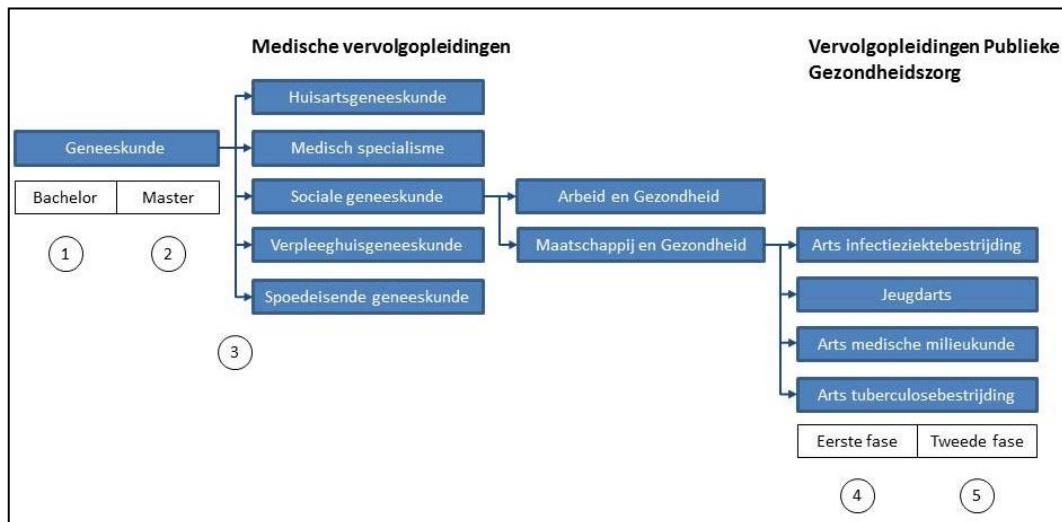 Medische vervolgopleidingen
Vervolgopleidingen Publieke
Gezondheidszorg
Huisartsgeneeskunde
Geneeskunde
Medisch specialisme
Bachelor
Master
Sociale geneeskunde
Arbeid en Gezondheid
1
2
Verpleeghuisgeneeskunde
Maatschappij en Gezondheid
Arts infectieziektebestrijding
Spoedeisende geneeskunde
Jeugdarts
3
Arts medische milieukunde
Arts tuberculosebestrijding
Eerste fase
Tweede fase
4
5